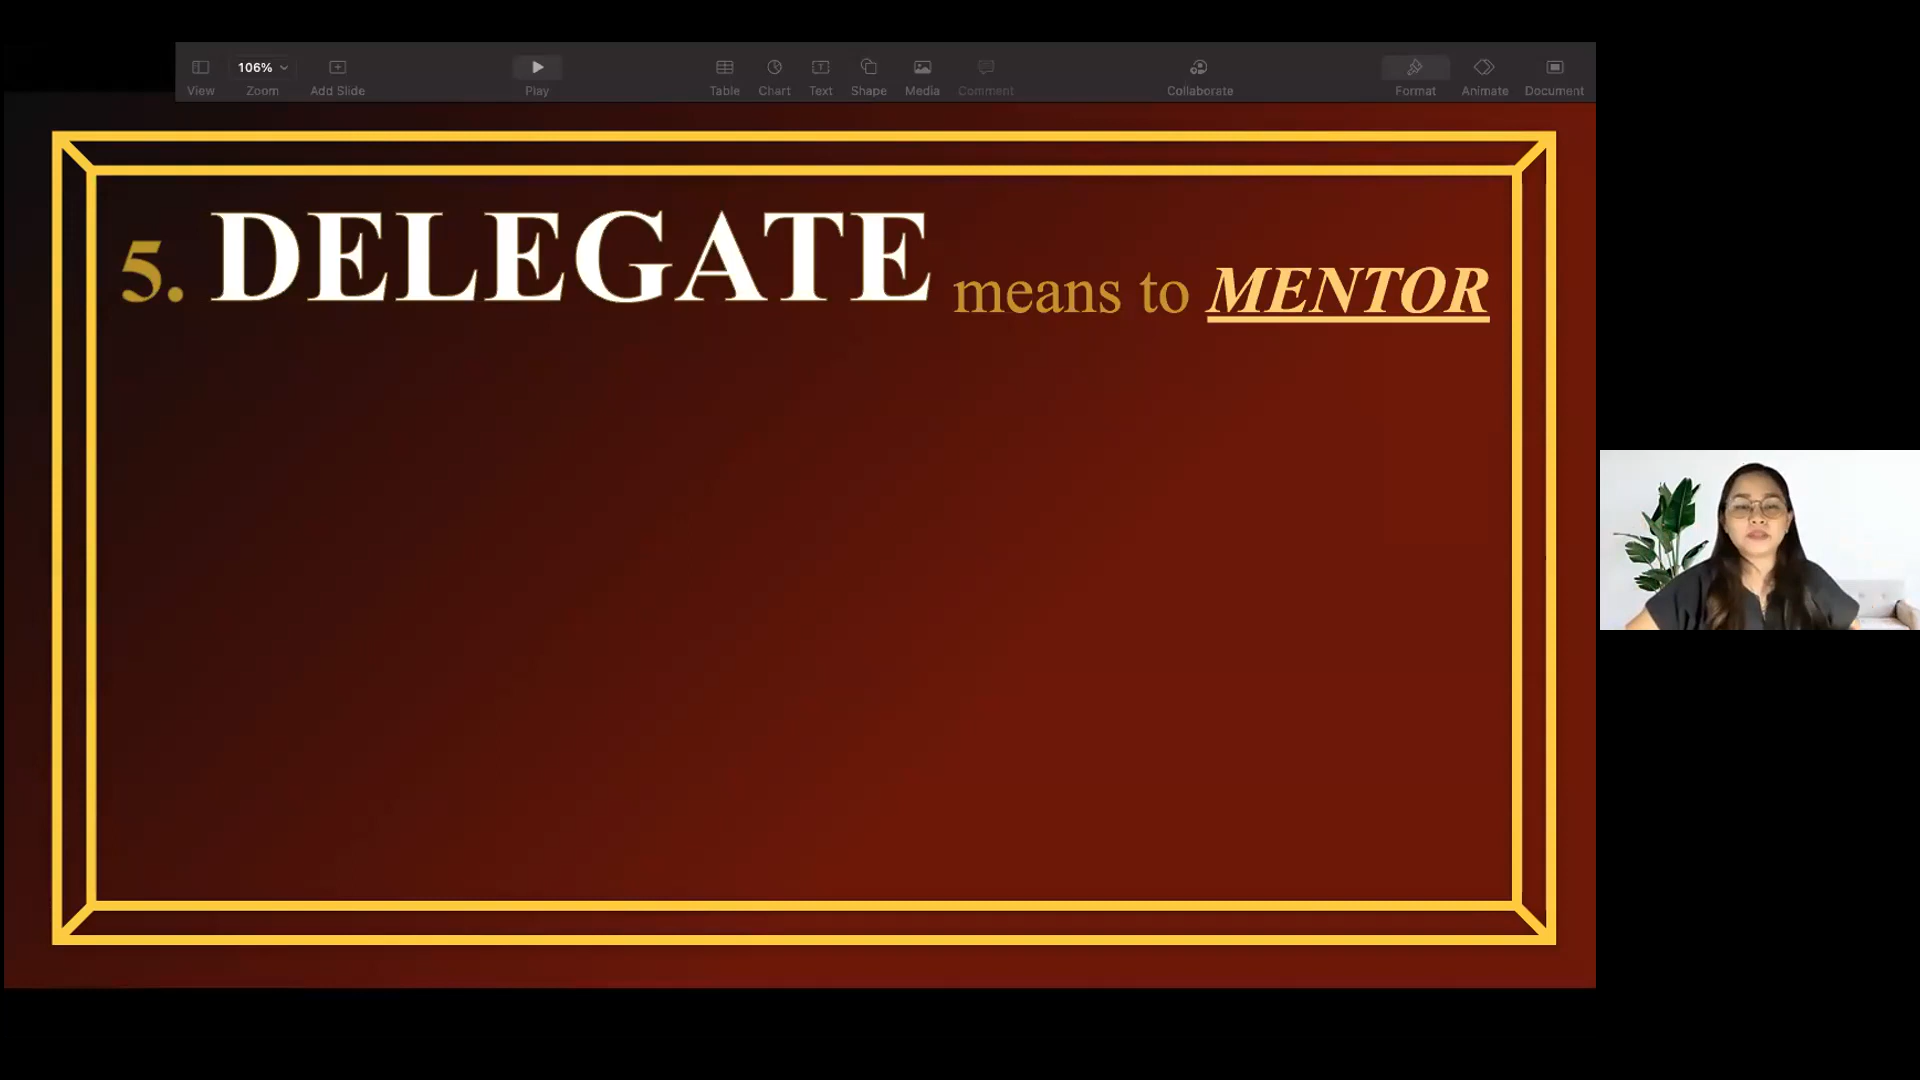 106%
View Zoom Add Slide Play Table Chart Text Shape Media Comment Collaborate Format Animate Document
5. DELEGATE means to MENTOR